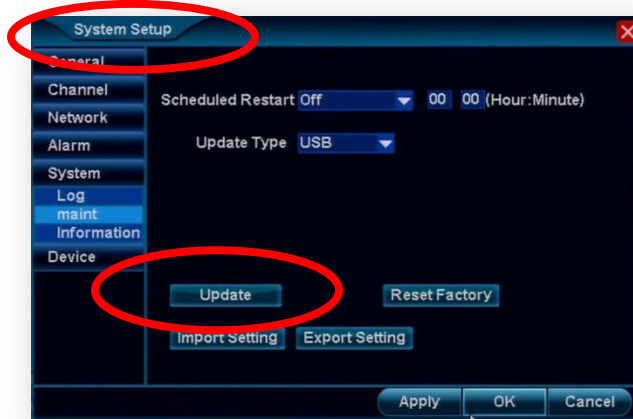 System Setup
General
Channel
Network
Alarm
System
Log
maint
Information
Device
Scheduled Restart Off 00 00 (Hour:Minute)
Update Type USB
Update Reset Factory
Import Setting Export Setting
Apply OK Cancel